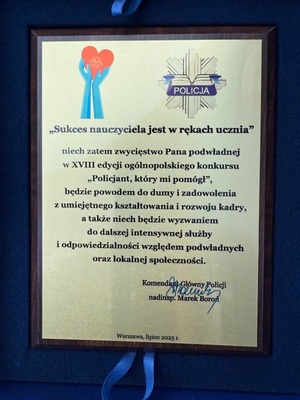 POLICJA
„Sukces nauczyciela jest w rękach ucznia”
niech zatem zwycięstwo Pana podwładnej
w XVIII edycji ogólnopolskiego konkursu
„Policjant, który mi pomógł”,
będzie powodem do dumy i zadowolenia
z umiejętnego kształtowania i rozwoju kadry,
a także niech będzie wyzwaniem
do dalszej intensywnej służby
i odpowiedzialności względem podwładnych
oraz lokalnej społeczności.
Komendant Główny Policji
nadinsp. Marek Boroń
Warszawa, lipiec 2025 r.